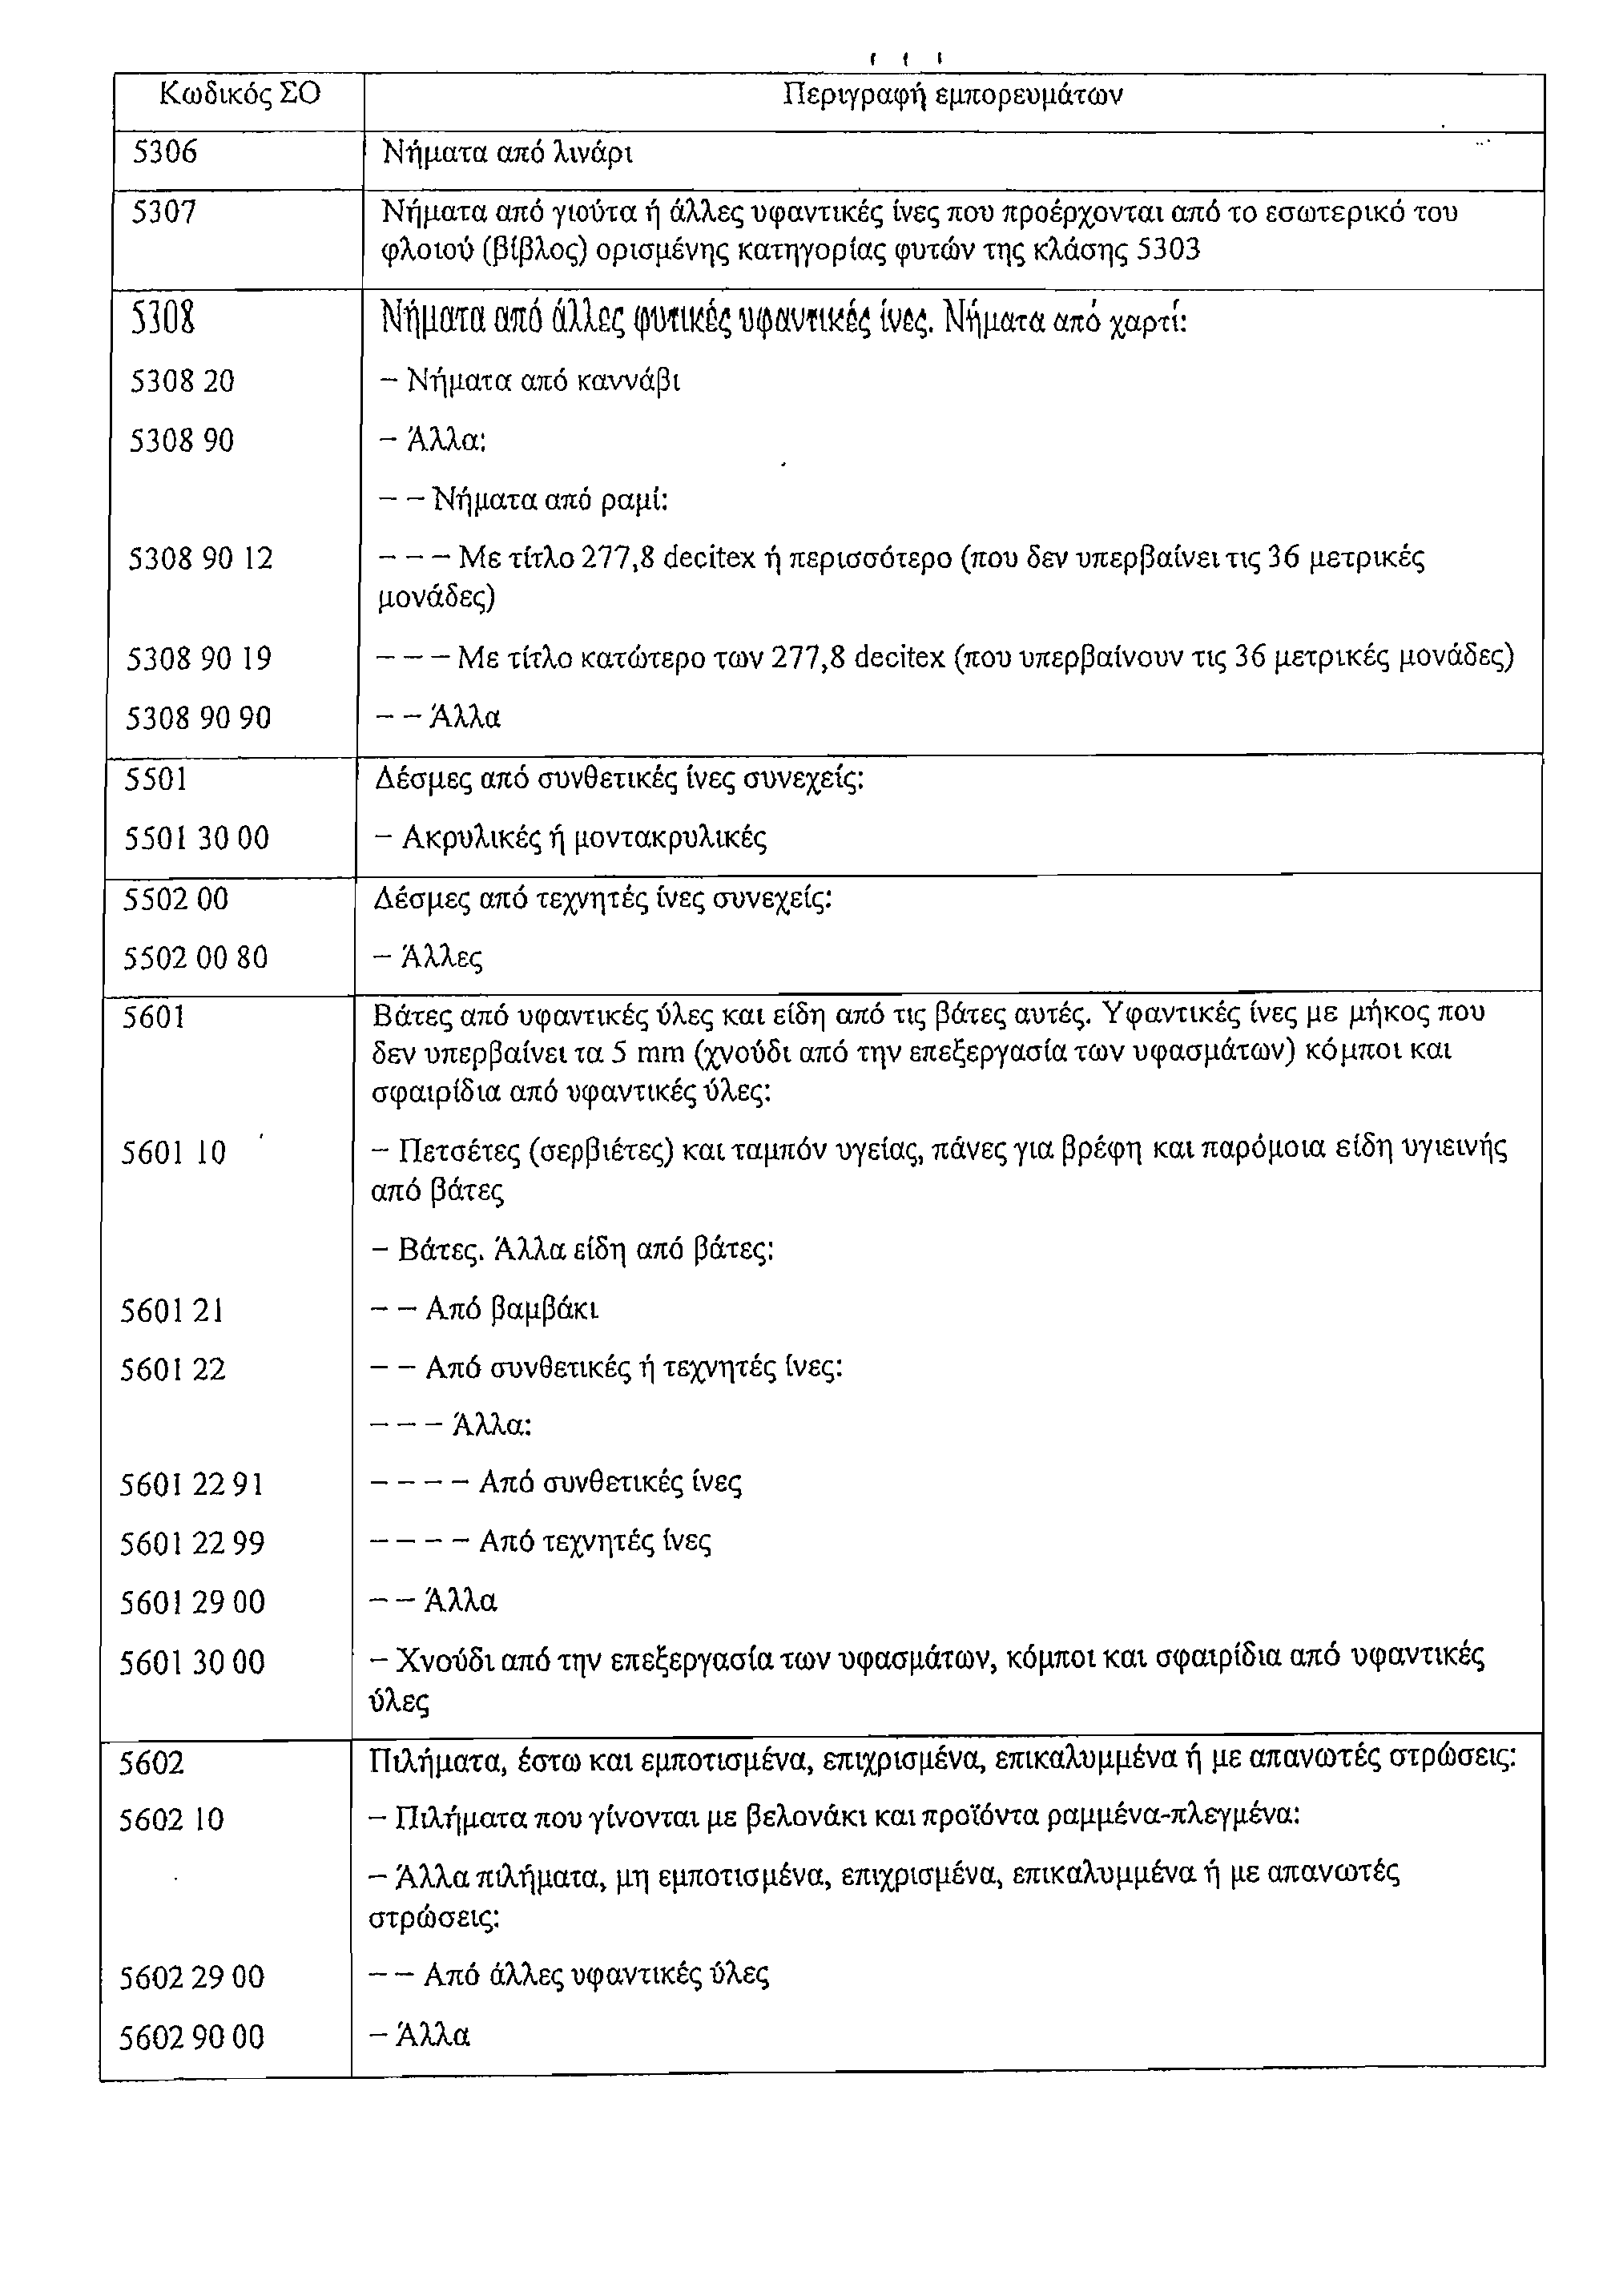 Κωδικός ΣΟ Περιγραφή εμπορευμάτων
5306 Νήματα από λινάρι
5307 Νήματα από γιούτα ή άλλες υφαντικές ίνες που προέρχονται από το εσωτερικό του
φλοιού (βίβλος) ορισμένης κατηγορίας φυτών της κλάσης 5303
5308 Νήματα από άλλες φυτικές υφαντικές ίνες. Νήματα από χαρτί:
5308 20 – Νήματα από καννάβι
5308 90 – Άλλα:
– – Νήματα από ραμί:
5308 90 12 – – – Με τίτλο 277,8 decitex ή περισσότερο (που δεν υπερβαίνει τις 36 μετρικές
μονάδες)
5308 90 19 – – – Με τίτλο κατώτερο των 277,8 decitex (που υπερβαίνουν τις 36 μετρικές μονάδες)
5308 90 90 – – Άλλα
5501 Δέσμες από συνθετικές ίνες συνεχείς:
5501 30 00 – Ακρυλικές ή μοντακρυλικές
5502 00 Δέσμες από τεχνητές ίνες συνεχείς:
5502 00 80 – Άλλες
5601 Βάτες από υφαντικές ύλες και είδη από τις βάτες αυτές. Υφαντικές ίνες με μήκος που
δεν υπερβαίνει τα 5 mm (χνούδι από την επεξεργασία των υφασμάτων) κόμποι και
σφαιρίδια από υφαντικές ύλες:
5601 10 – Πετσέτες (σερβιέτες) και ταμπόν υγείας, πάνες για βρέφη και παρόμοια είδη υγιεινής
από βάτες
– Βάτες. Άλλα είδη από βάτες:
5601 21 – – Από βαμβάκι
5601 22 – – Από συνθετικές ή τεχνητές ίνες:
– – – Άλλα:
5601 22 91 – – – – Από συνθετικές ίνες
5601 22 99 – – – – Από τεχνητές ίνες
5601 29 00 – – Άλλα
5601 30 00 – Χνούδι από την επεξεργασία των υφασμάτων, κόμποι και σφαιρίδια από υφαντικές
ύλες
5602 Πιλήματα, έστω και εμποτισμένα, επιχρισμένα, επικαλυμμένα ή με απανωτές στρώσεις:
5602 10 – Πιλήματα που γίνονται με βελονάκι και προϊόντα ραμμένα-πλεγμένα:
– Άλλα πιλήματα, μη εμποτισμένα, επιχρισμένα, επικαλυμμένα ή με απανωτές
στρώσεις:
5602 29 00 – – Από άλλες υφαντικές ύλες
5602 90 00 – Άλλα